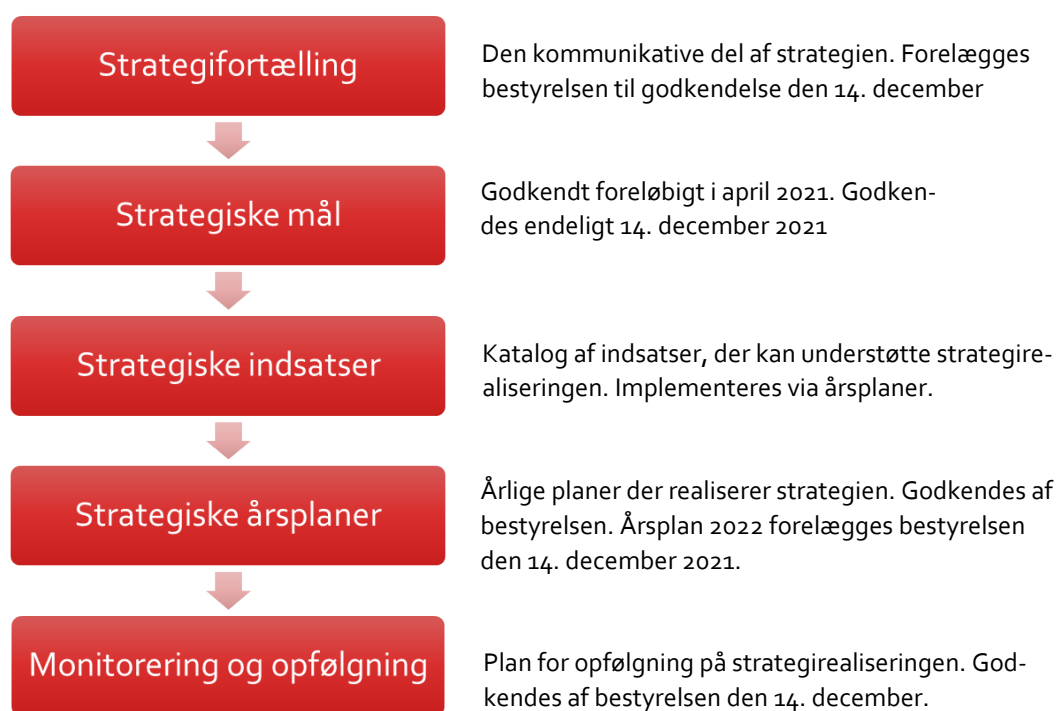 Strategifortælling
Den kommunikative del af strategien. Forelægges
bestyrelsen til godkendelse den 14. december
Strategiske mål
Godkendt foreløbigt i april 2021. Godken-
des endeligt 14. december 2021
Strategiske indsatser
Katalog af indsatser, der kan understøtte strategire-
aliseringen. Implementeres via årsplaner.
Strategiske årsplaner
Årlige planer der realiserer strategien. Godkendes af
bestyrelsen. Årsplan 2022 forelægges bestyrelsen
den 14. december 2021.
Monitorering og opfølgning
Plan for opfølgning på strategirealiseringen. God-
kendes af bestyrelsen den 14. december.